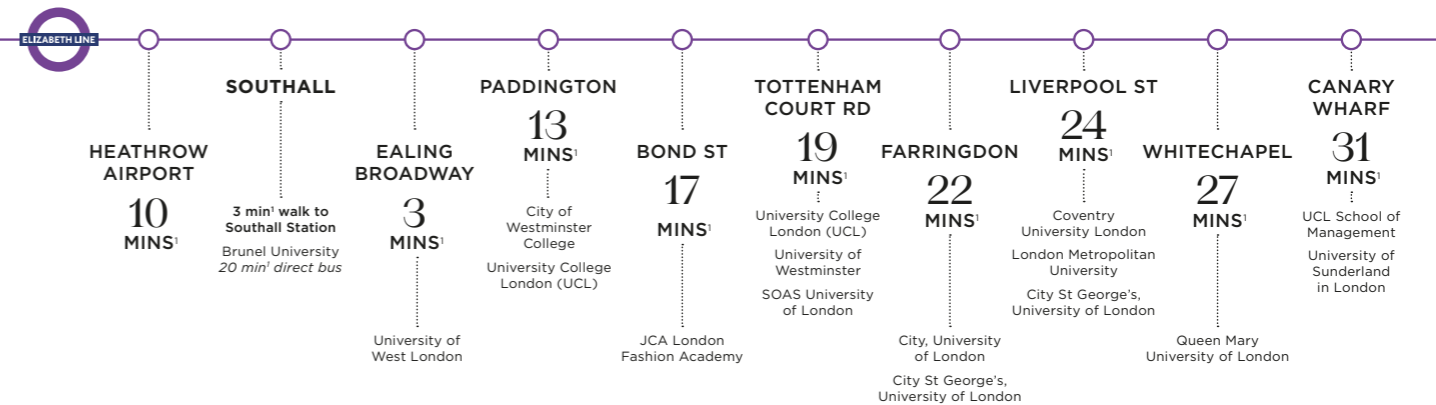 ELIZABETH LINE
HEATHROW
AIRPORT
10
MINS¹
SOUTHALL
3 min¹ walk to
Southall Station
Brunel University
20 min¹ direct bus
EALING
BROADWAY
3
MINS¹
University of
West London
PADDINGTON
13
MINS¹
City of
Westminster
College
University College
London (UCL)
BOND ST
17
MINS¹
JCA London
Fashion Academy
TOTTENHAM
COURT RD
19
MINS¹
University College
London (UCL)
University of
Westminster
SOAS University
of London
FARRINGDON
22
MINS¹
City, University
of London
City St George’s,
University of London
LIVERPOOL ST
24
MINS¹
Coventry
University London
London Metropolitan
University
City St George’s,
University of London
WHITECHAPEL
27
MINS¹
Queen Mary
University of London
CANARY
WHARF
31
MINS¹
UCL School of
Management
University of
Sunderland
in London